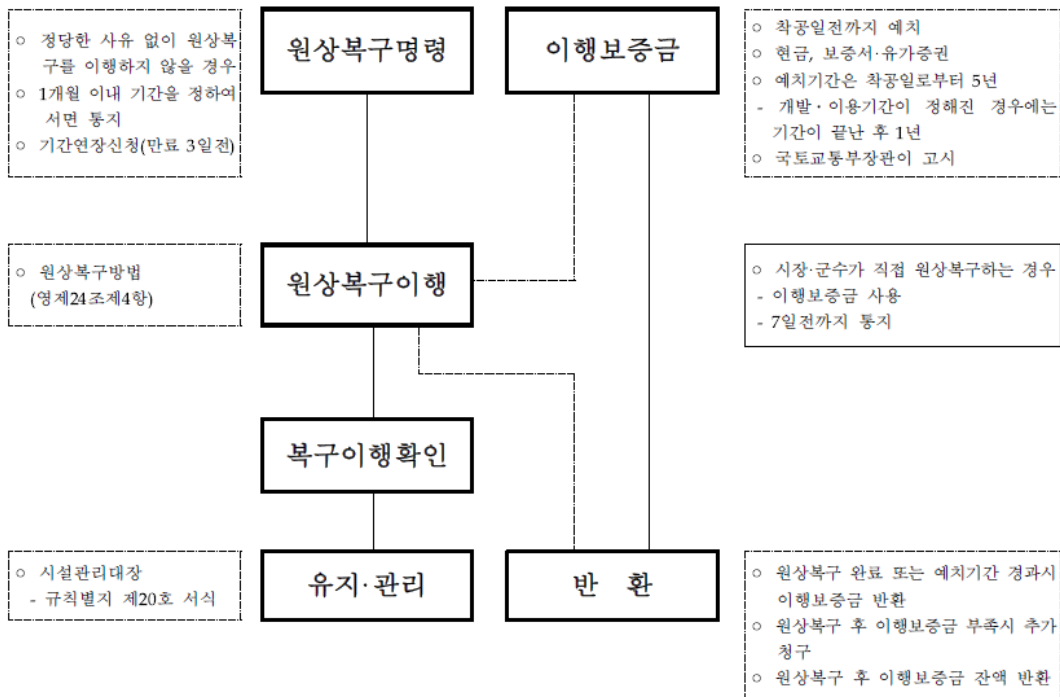 ○ 정당한 사유 없이 원상복
구를 이행하지 않을 경우
○ 1개월 이내 기간을 정하여
서면 통지
○ 기간연장신청(만료 3일전)
원상복구명령
이행보증금
○ 착공일전까지 예치
○ 현금, 보증서·유가증권
○ 예치기간은 착공일로부터 5년
- 개발·이용기간이 정해진 경우에는
기간이 끝난 후 1년
○ 국토교통부장관이 고시
○ 원상복구방법
(영제24조제4항)
원상복구이행
○ 시장·군수가 직접 원상복구하는 경우
- 이행보증금 사용
- 7일전까지 통지
복구이행확인
○ 시설관리대장
- 규칙별지 제20호 서식
유지·관리
반 환
○ 원상복구 완료 또는 예치기간 경과시
이행보증금 반환
○ 원상복구 후 이행보증금 부족시 추가
청구
○ 원상복구 후 이행보증금 잔액 반환